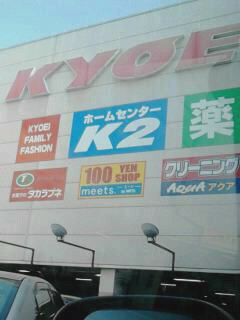 KYOEI
KYOEI
FAMILY
FASHION
ホームセンター
K2
薬
タカラブネ
100 YEN
SHOP
meets.
クリーニング
AQUA アクア